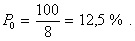 P₀ = 100/8 = 12,5 % .